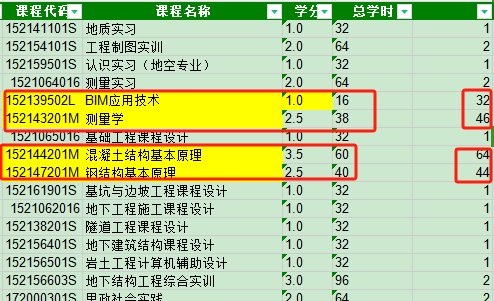 课程代码 课程名称 学分 总学时
152141101S 地质实习 1.0 32 1
152154101S 工程制图实训 2.0 64 2
152159501S 认识实习（地空专业） 1.0 32 1
1521064016 测量实习 2.0 64 2
152139502L BIM应用技术 1.0 16 32
152143201M 测量学 2.5 38 46
1521065016 基础工程课程设计 1.0 32 1
152144201M 混凝土结构基本原理 3.5 60 64
152147201M 钢结构基本原理 2.5 40 44
152161901S 基坑与边坡工程课程设计 1.0 32 1
1521062016 地下工程施工课程设计 1.0 32 1
152138201S 隧道工程课程设计 1.0 32 1
152156401S 地下建筑结构课程设计 1.0 32 1
152156501S 岩土工程计算机辅助设计 1.0 32 1
152156603S 地下结构工程综合实训 3.0 96 2
172000301S 思政社会实践 2.0 64 2